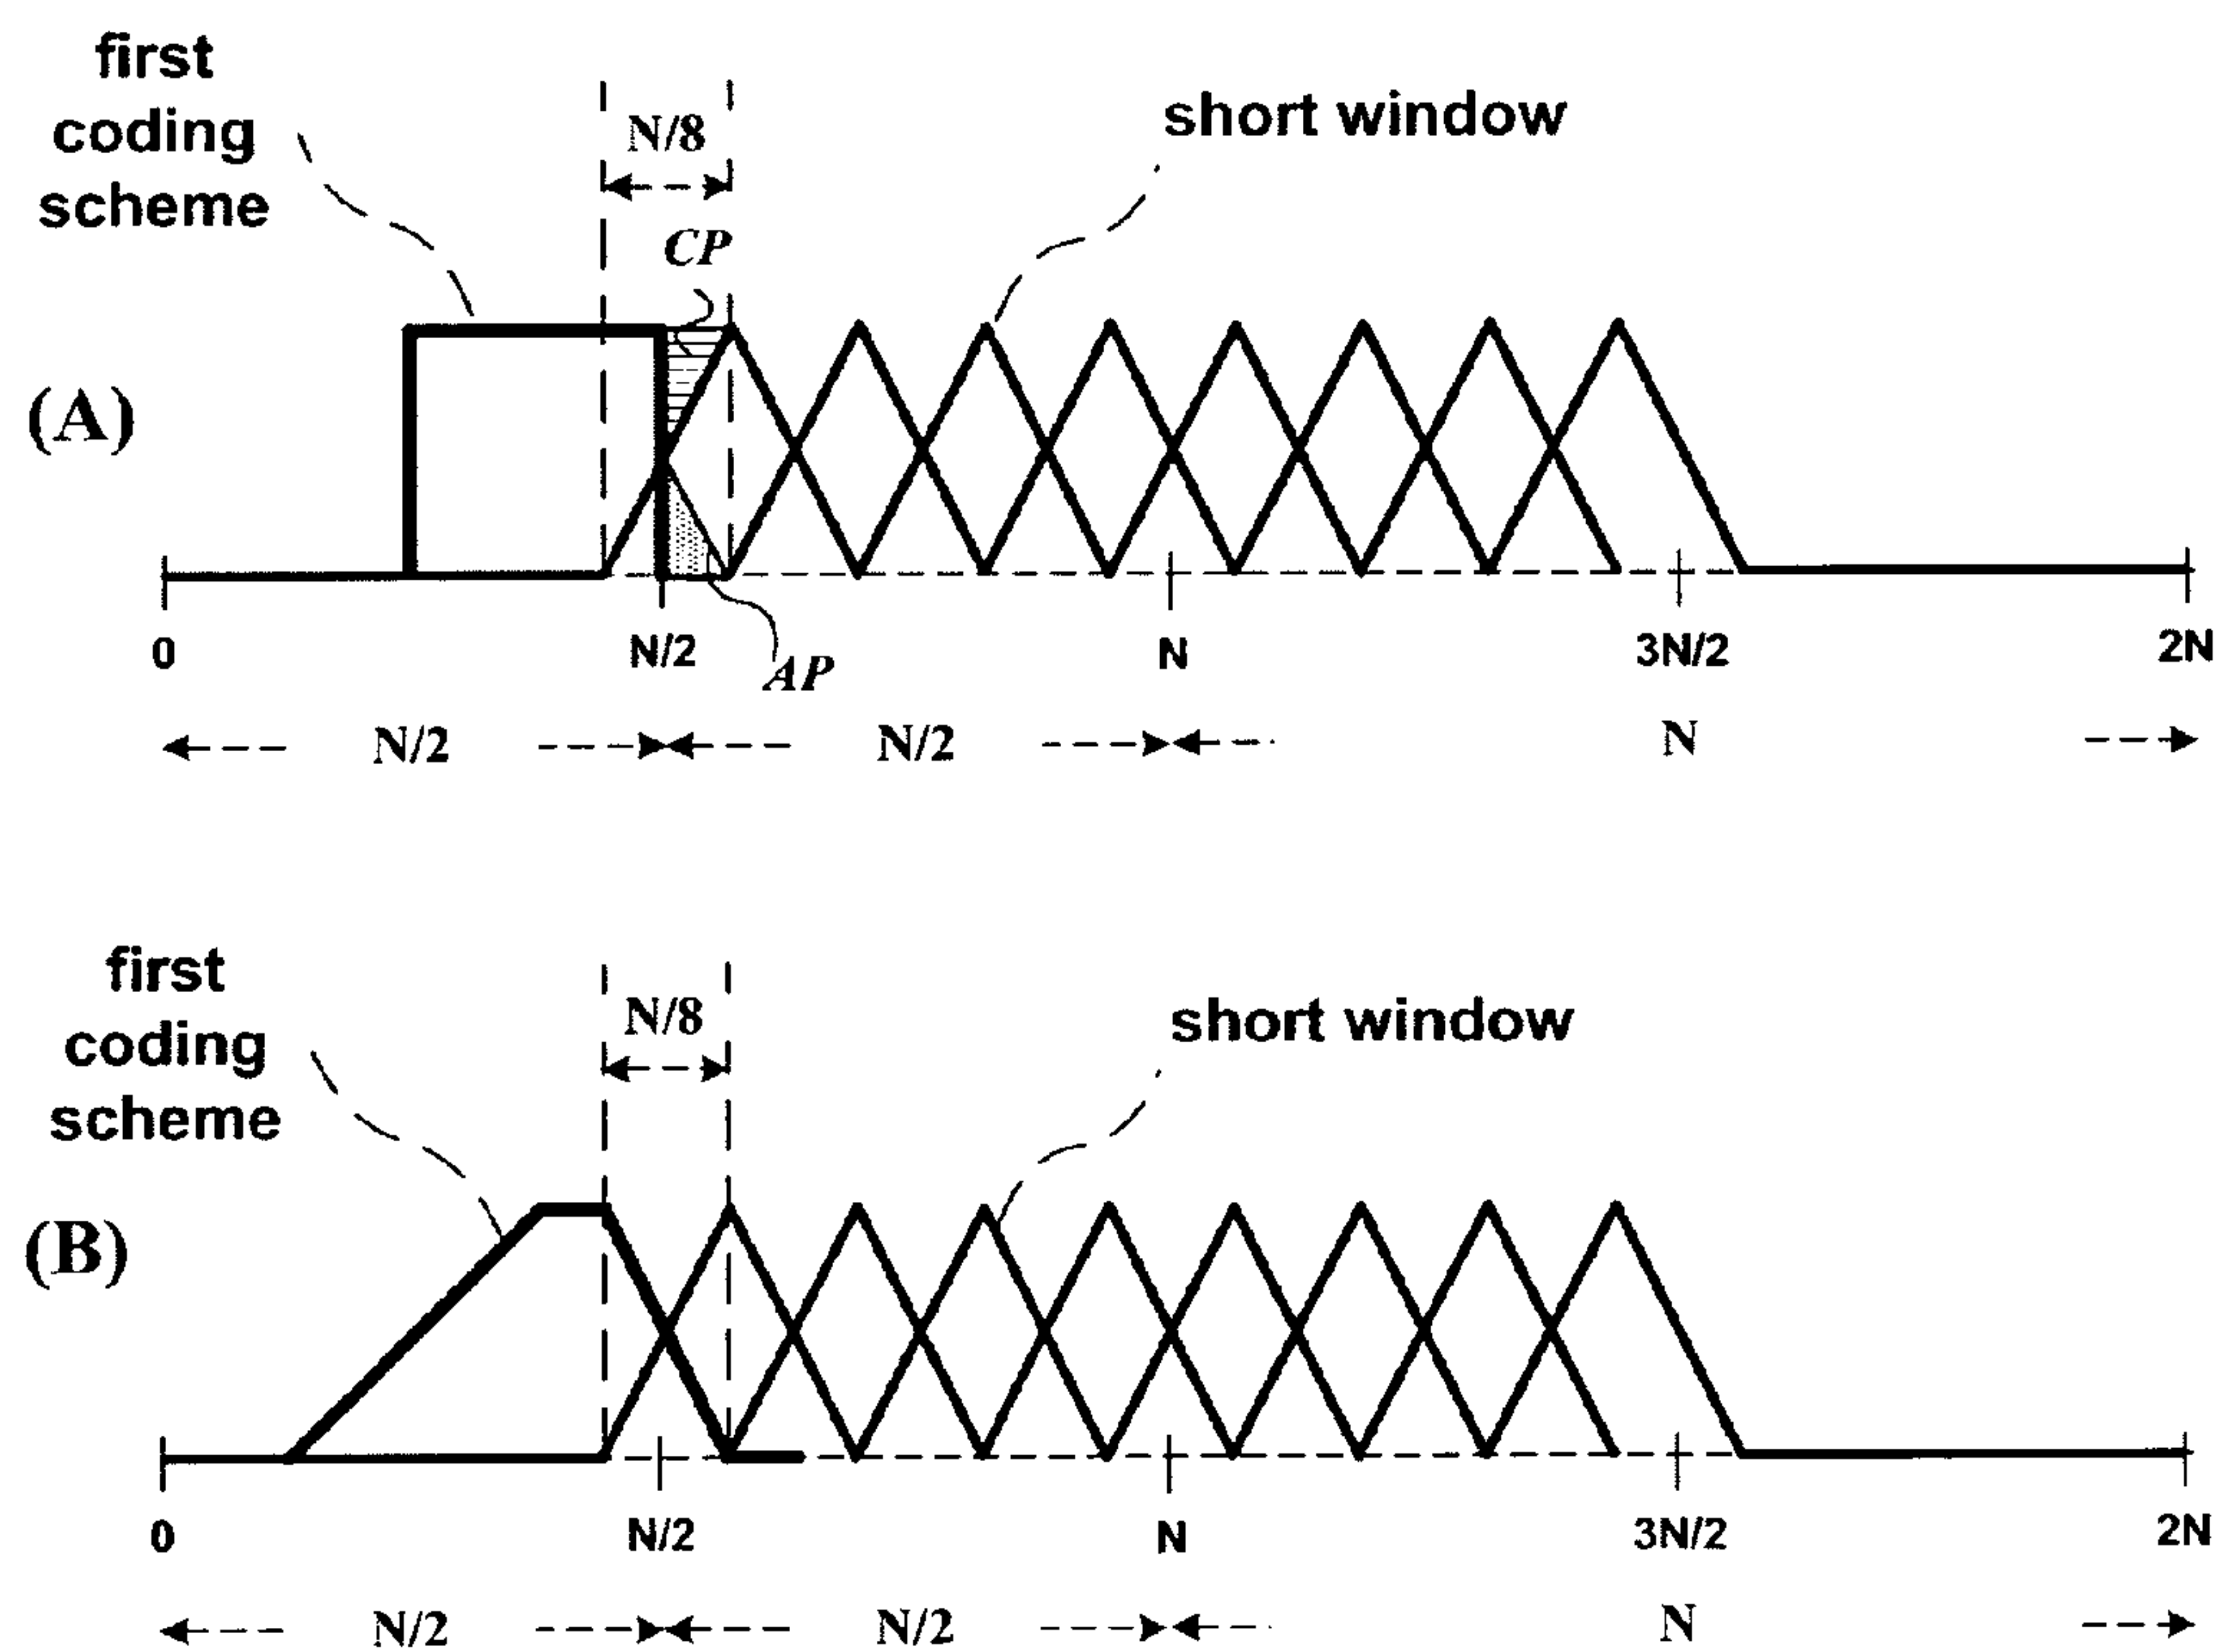 first
coding
scheme
N/8
short window
CP
(A)
0
N/2
N
3N/2
2N
AP
N/2
N/2
N
first
coding
scheme
N/8
short window
(B)
0
N/2
N
3N/2
2N
N/2
N/2
N